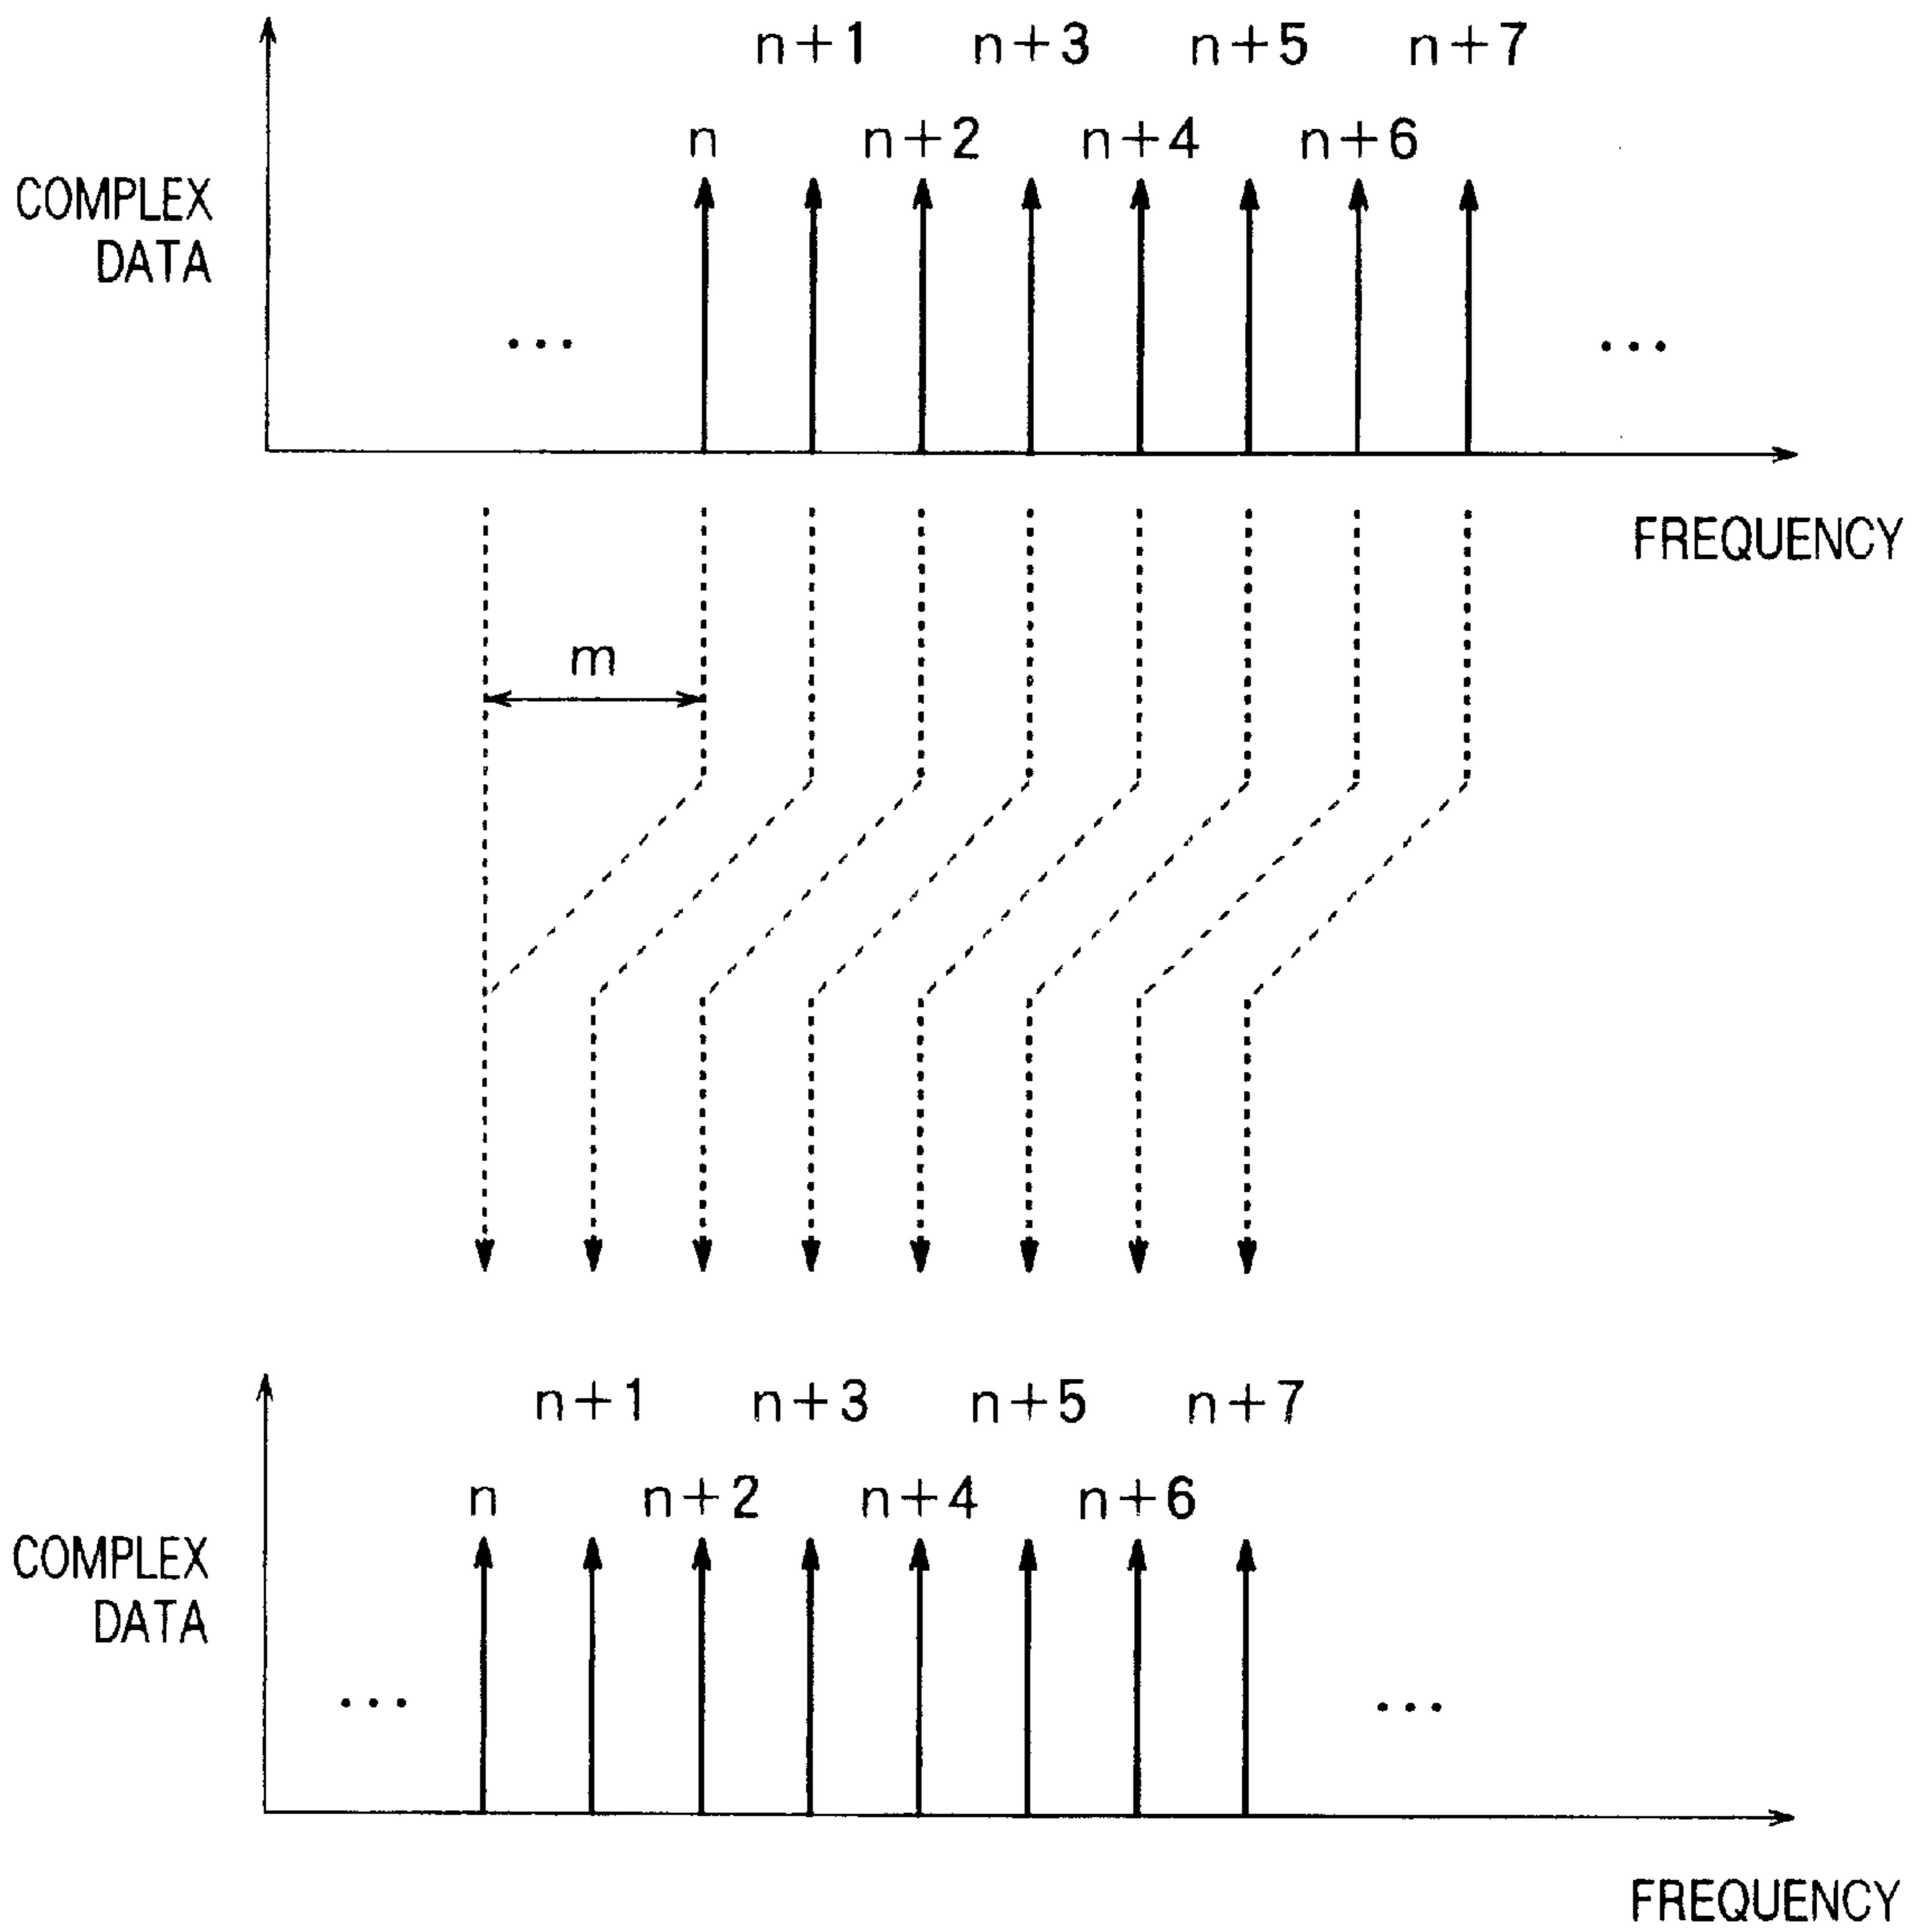 n+1 n+3 n+5 n+7
n n+2 n+4 n+6
COMPLEX
DATA
...
...
FREQUENCY
m
n+1 n+3 n+5 n+7
n n+2 n+4 n+6
COMPLEX
DATA
...
...
FREQUENCY